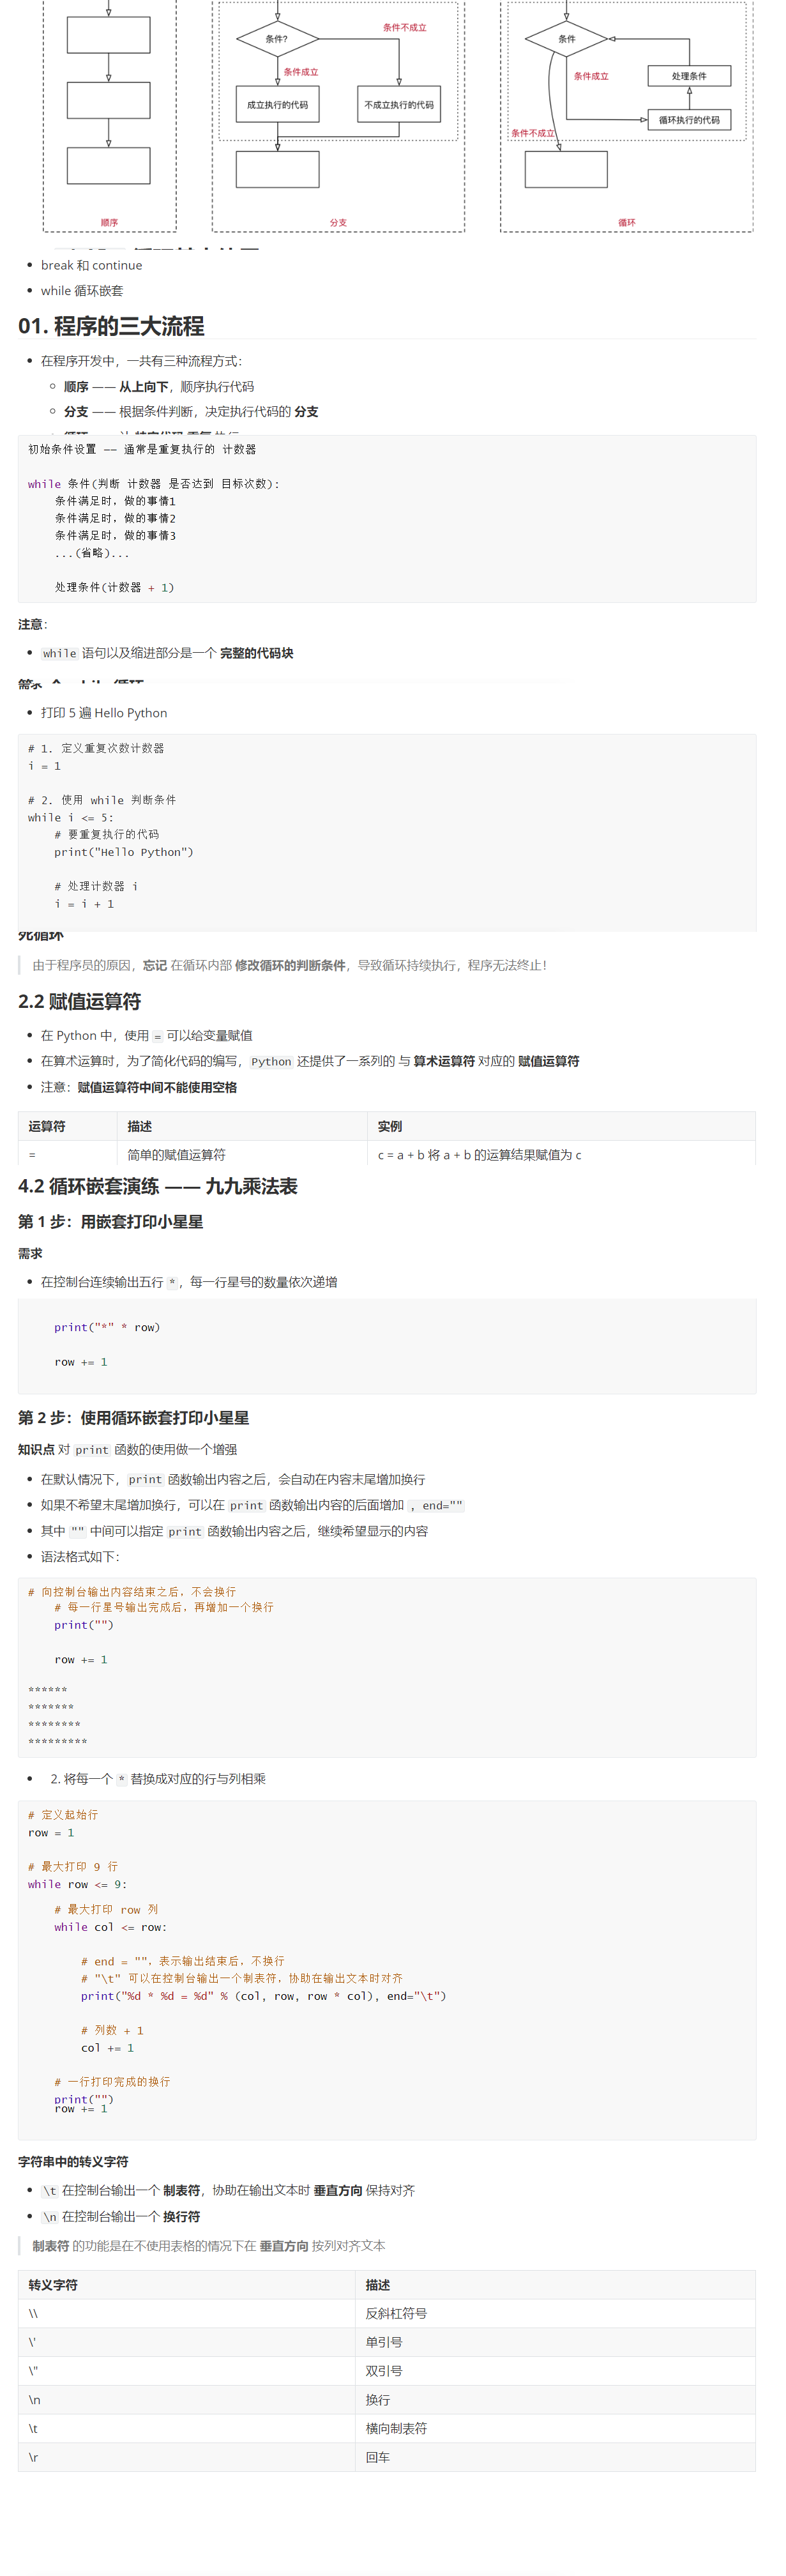 条件?
条件不成立
条件成立
成立执行的代码
不成立执行的代码
条件
条件成立
处理条件
循环执行的代码
条件不成立
顺序
分支
循环
break 和 continue
while 循环嵌套
01. 程序的三大流程
在程序开发中，一共有三种流程方式：
顺序 —— 从上向下，顺序执行代码
分支 —— 根据条件判断，决定执行代码的 分支
初始条件设置 —— 通常是重复执行的 计数器
while 条件(判断 计数器 是否达到 目标次数):
条件满足时，做的事情1
条件满足时，做的事情2
条件满足时，做的事情3
...(省略)...
处理条件(计数器 + 1)
注意：
while 语句以及缩进部分是一个 完整的代码块
打印 5 遍 Hello Python
# 1. 定义重复次数计数器
i = 1
# 2. 使用 while 判断条件
while i <= 5:
# 要重复执行的代码
print("Hello Python")
# 处理计数器 i
i = i + 1
死循环
由于程序员的原因，忘记 在循环内部 修改循环的判断条件，导致循环持续执行，程序无法终止！
2.2 赋值运算符
在 Python 中，使用 = 可以给变量赋值
在算术运算时，为了简化代码的编写，Python 还提供了一系列的 与 算术运算符 对应的 赋值运算符
注意：赋值运算符中间不能使用空格
运算符 描述 实例
= 简单的赋值运算符 c = a + b 将 a + b 的运算结果赋值为 c
4.2 循环嵌套演练 —— 九九乘法表
第 1 步：用嵌套打印小星星
需求
在控制台连续输出五行 *，每一行星号的数量依次递增
print("*" * row)
row += 1
第 2 步：使用循环嵌套打印小星星
知识点 对 print 函数的使用做一个增强
在默认情况下，print 函数输出内容之后，会自动在内容末尾增加换行
如果不希望末尾增加换行，可以在 print 函数输出内容的后面增加 , end=""
其中 "" 中间可以指定 print 函数输出内容之后，继续希望显示的内容
语法格式如下：
# 向控制台输出内容结束之后，不会换行
# 每一行星号输出完成后，再增加一个换行
print("")
row += 1
******
*******
********
*********
2. 将每一个 * 替换成对应的行与列相乘
# 定义起始行
row = 1
# 最大打印 9 行
while row <= 9:
# 最大打印 row 列
while col <= row:
# end = ""，表示输出结束后，不换行
# "\t" 可以在控制台输出一个制表符，协助在输出文本时对齐
print("%d * %d = %d" % (col, row, row * col), end="\t")
# 列数 + 1
col += 1
# 一行打印完成的换行
print("")
row += 1
字符串中的转义字符
\t 在控制台输出一个 制表符，协助在输出文本时 垂直方向 保持对齐
\n 在控制台输出一个 换行符
制表符 的功能是在不使用表格的情况下在 垂直方向 按列对齐文本
转义字符 描述
\\ 反斜杠符号
\' 单引号
\" 双引号
\n 换行
\t 横向制表符
\r 回车